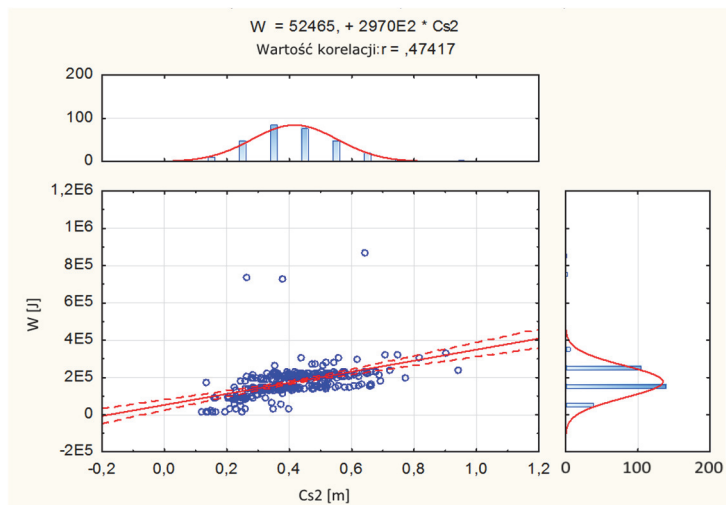 W = 52465, + 2970E2 * Cs2
Wartość korelacji:r = ,47417
200
100
0
1,2E6
1E6
8E5
6E5
4E5
2E5
0
-2E5
W [J]
-0,2 0,0 0,2 0,4 0,6 0,8 1,0 1,2
Cs2 [m]
0 100 200